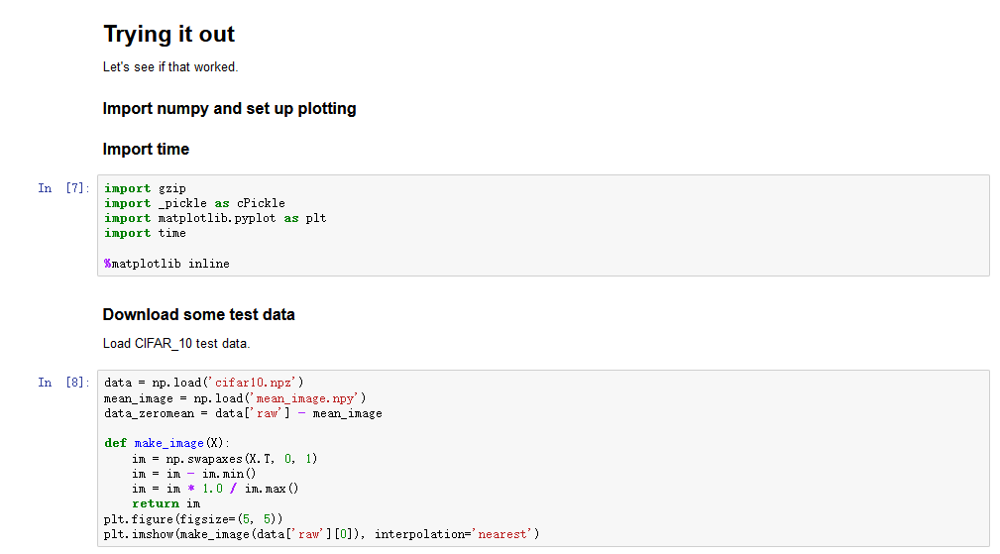 Trying it out
Let's see if that worked.
Import numpy and set up plotting
Import time
In [7]:
import gzip
import _pickle as cPickle
import matplotlib.pyplot as plt
import time
%matplotlib inline
Download some test data
Load CIFAR_10 test data.
In [8]:
data = np.load('cifar10.npz')
mean_image = np.load('mean_image.npy')
data_zeromean = data['raw'] - mean_image
def make_image(X):
    im = np.swapaxes(X.T, 0, 1)
    im = im - im.min()
    im = im * 1.0 / im.max()
    return im
plt.figure(figsize=(5, 5))
plt.imshow(make_image(data['raw'][0]), interpolation='nearest')